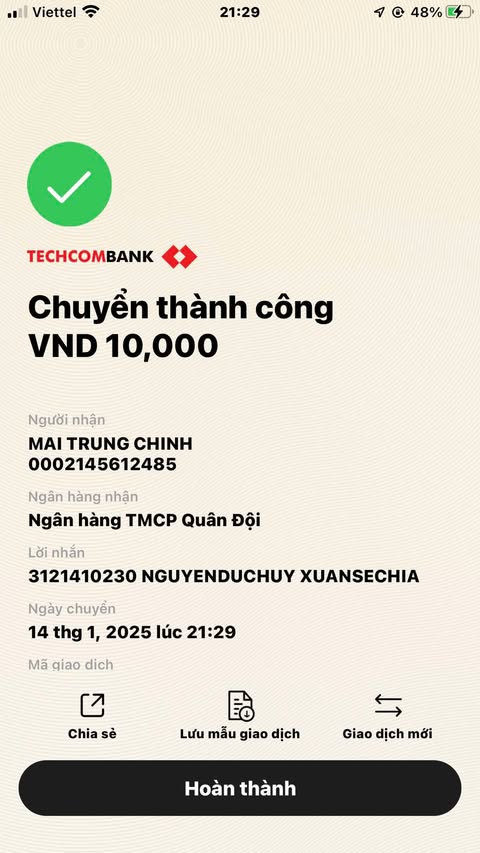 Viettel
21:29
48%
TECHCOMBANK
Chuyển thành công
VND 10,000
Người nhận
MAI TRUNG CHINH
0002145612485
Ngân hàng nhận
Ngân hàng TMCP Quân Đội
Lời nhắn
3121410230 NGUYENDUCHUY XUANSECHIA
Ngày chuyển
14 thg 1, 2025 lúc 21:29
Mã giao dịch
Chia sẻ
Lưu mẫu giao dịch
Giao dịch mới
Hoàn thành